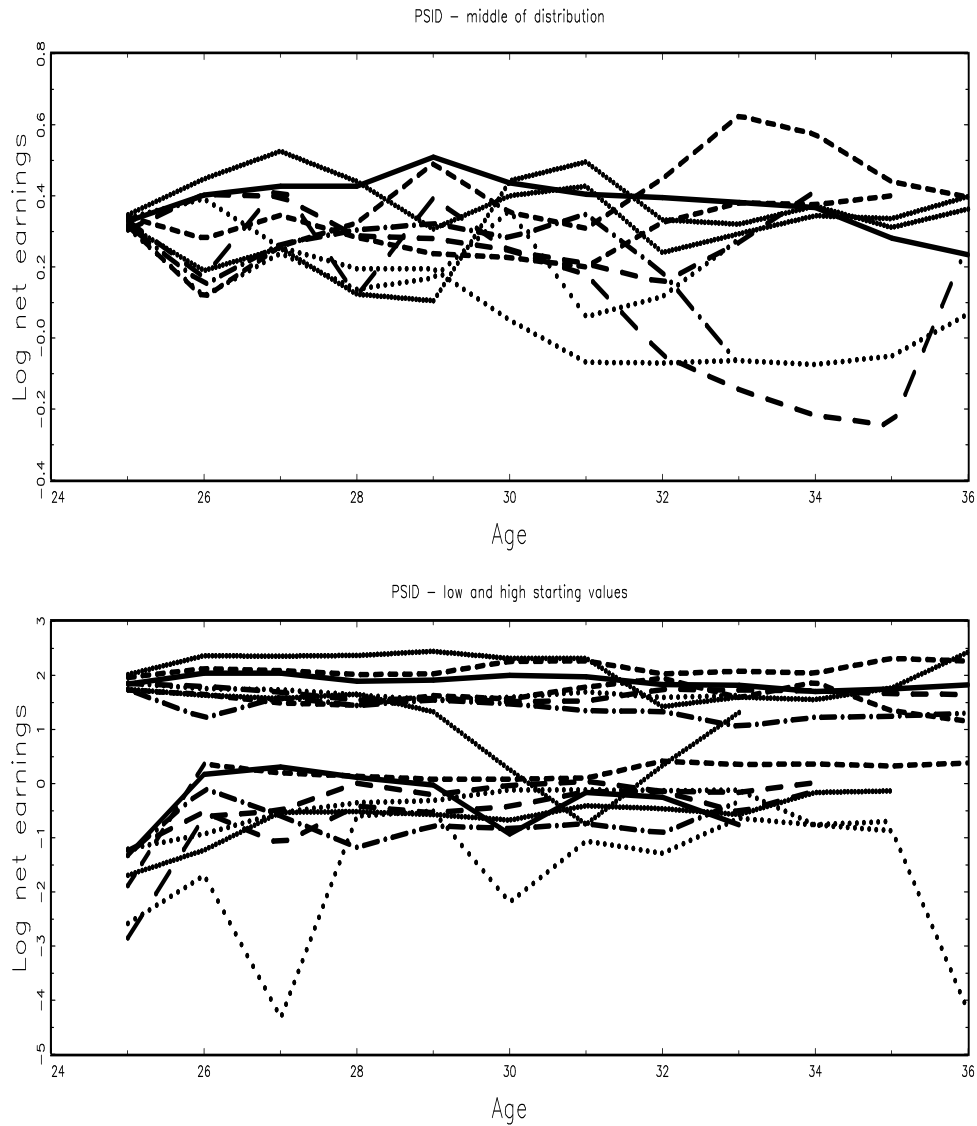 PSID – middle of distribution
Log net earnings
0.8
0.6
0.4
0.2
−0.0
−0.2
−0.4
24 26 28 30 32 34 36
Age
PSID – low and high starting values
Log net earnings
3
2
1
0
−1
−2
−3
−4
−5
24 26 28 30 32 34 36
Age